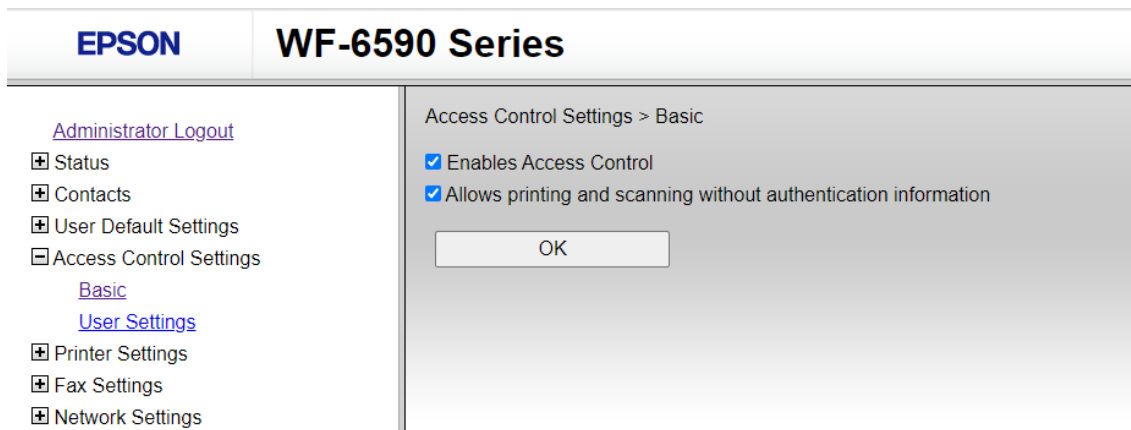 EPSON
WF-6590 Series
Administrator Logout
Status
Contacts
User Default Settings
Access Control Settings
Basic
User Settings
Printer Settings
Fax Settings
Network Settings
Access Control Settings > Basic
Enables Access Control
Allows printing and scanning without authentication information
OK